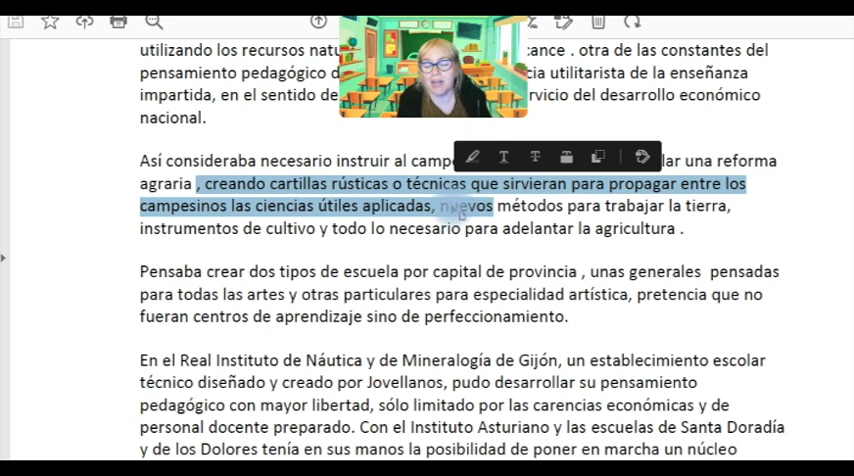 utilizando los recursos tance . otra de las constantes del
pensamiento pedagógico utilitarista de la enseñanza
impartida, en el sentido de servicio del desarrollo económico
nacional.
Así consideraba necesario instruir al una reforma
agraria , creando cartillas rústicas o técnicas que sirvieran para propagar entre los
campesinos las ciencias útiles aplicadas, nuevos métodos para trabajar la tierra,
instrumentos de cultivo y todo lo necesario para adelantar la agricultura .
Pensaba crear dos tipos de escuela por capital de provincia , unas generales pensadas
para todas las artes y otras particulares para especialidad artística, pretencia que no
fueran centros de aprendizaje sino de perfeccionamiento.
En el Real Instituto de Náutica y de Mineralogía de Gijón, un establecimiento escolar
técnico diseñado y creado por Jovellanos, pudo desarrollar su pensamiento
pedagógico con mayor libertad, sólo limitado por las carencias económicas y de
personal docente preparado. Con el Instituto Asturiano y las escuelas de Santa Doradía
y de los Dolores tenía en sus manos la posibilidad de poner en marcha un núcleo